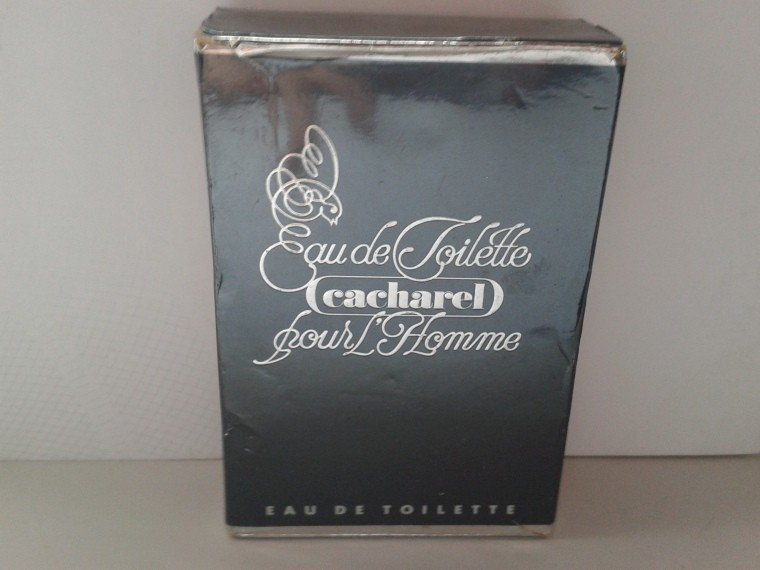 Eau de Toilette
cacharel
pour L'Homme
EAU DE TOILETTE